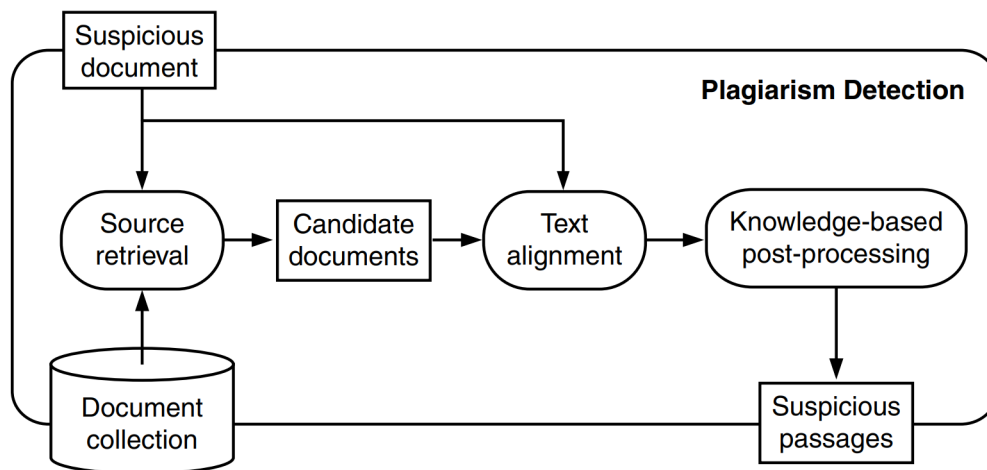 Suspicious
document
Plagiarism Detection
Source
retrieval
Candidate
documents
Text
alignment
Knowledge-based
post-processing
Document
collection
Suspicious
passages